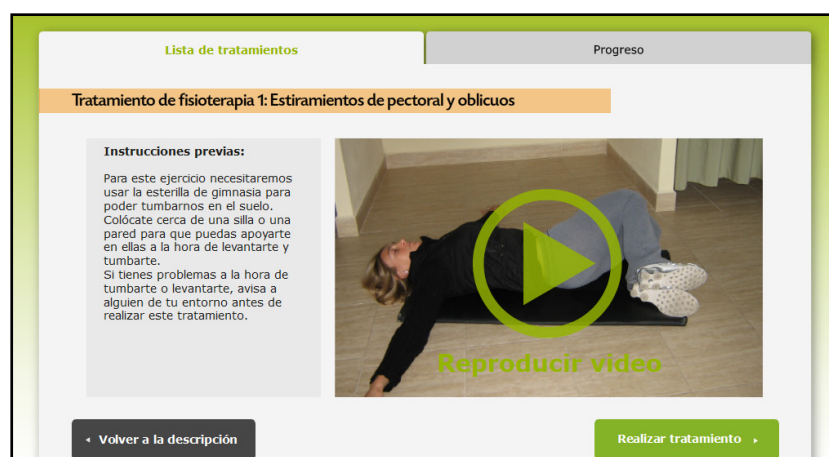 Lista de tratamientos
Progreso
Tratamiento de fisioterapia 1: Estiramientos de pectoral y oblicuos
Instrucciones previas:
Para este ejercicio necesitaremos
usar la esterilla de gimnasia para
poder tumbarnos en el suelo.
Colócate cerca de una silla o una
pared para que puedas apoyarte
en ellas a la hora de levantarte y
tumbarte.
Si tienes problemas a la hora de
tumbarte o levantarte, avisa a
alguien de tu entorno antes de
realizar este tratamiento.
Reproducir video
Volver a la descripción
Realizar tratamiento